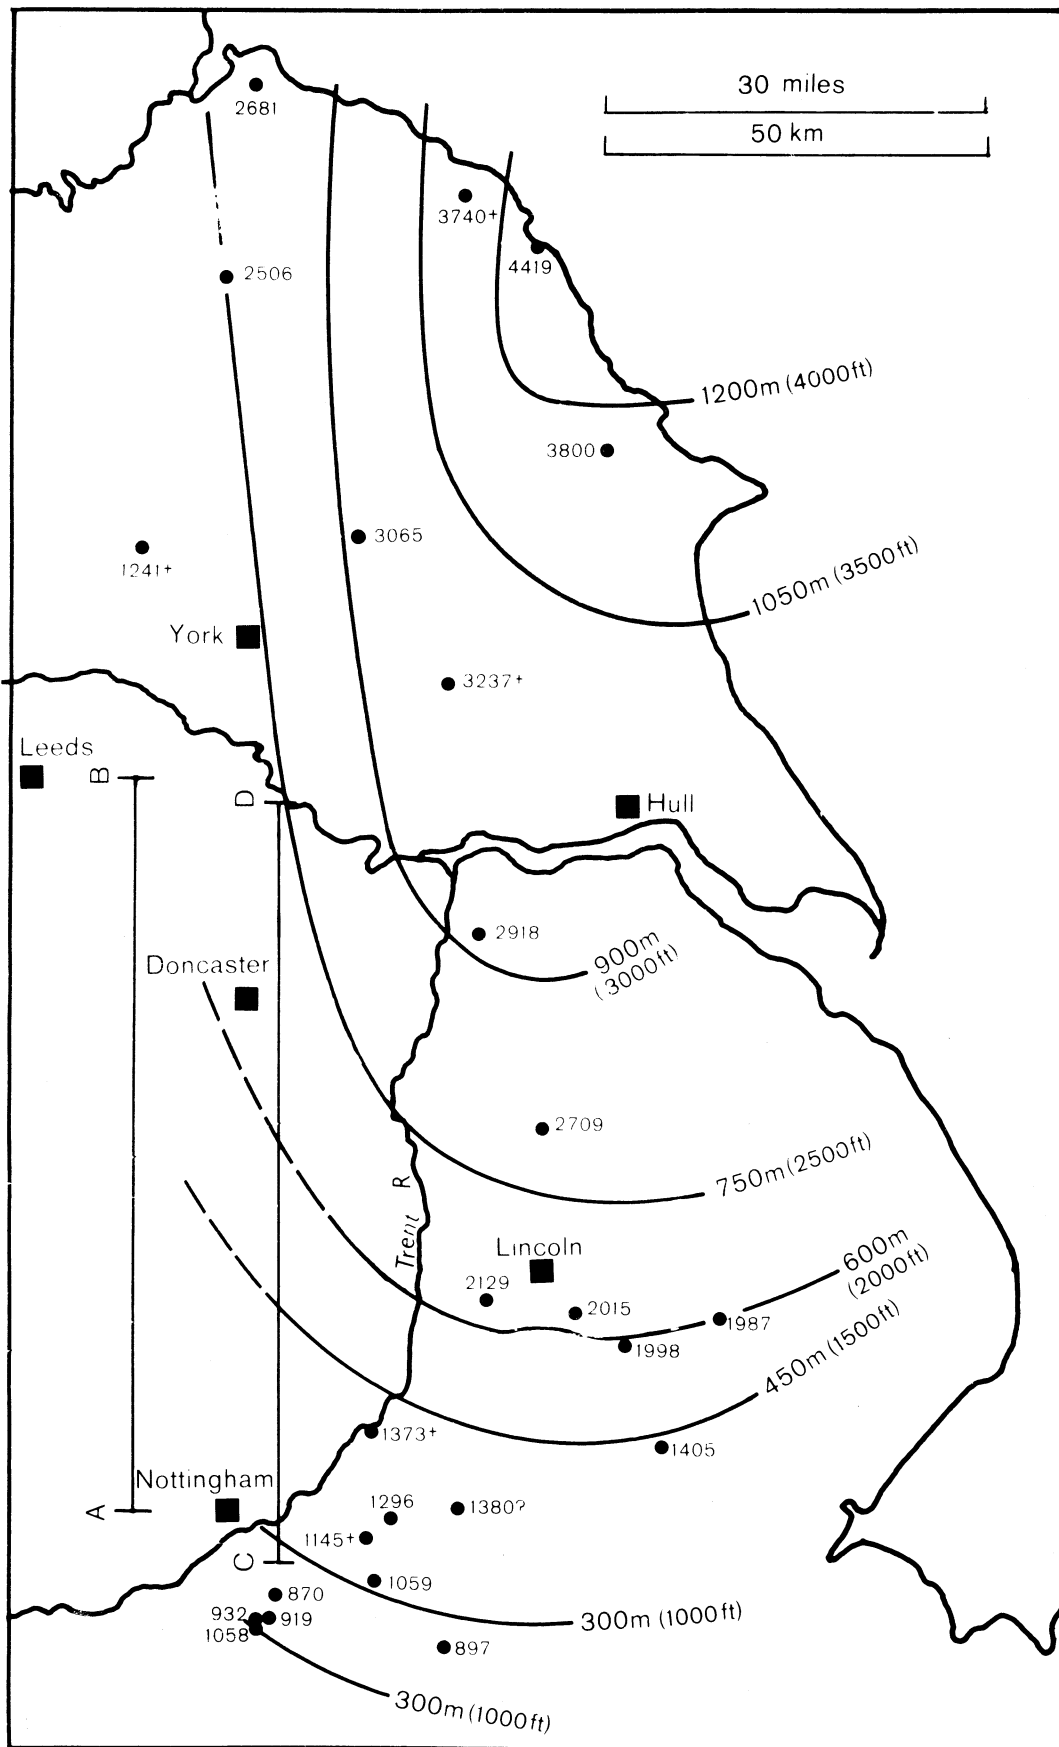 30 miles
50 km
2681
3740+
4419
2506
1200m (4000ft)
3800
3065
1241+
1050m (3500ft)
York
3237+
Leeds
B
D
Hull
2918
900m
(3000ft)
Doncaster
2709
750m (2500ft)
Trent R
Lincoln
600m
(2000ft)
2129
2015
1987
1998
450m (1500ft)
1373+
1405
Nottingham
A
1296
1380?
1145+
C
1059
870
932
919
1058
300m (1000ft)
897
300m (1000ft)